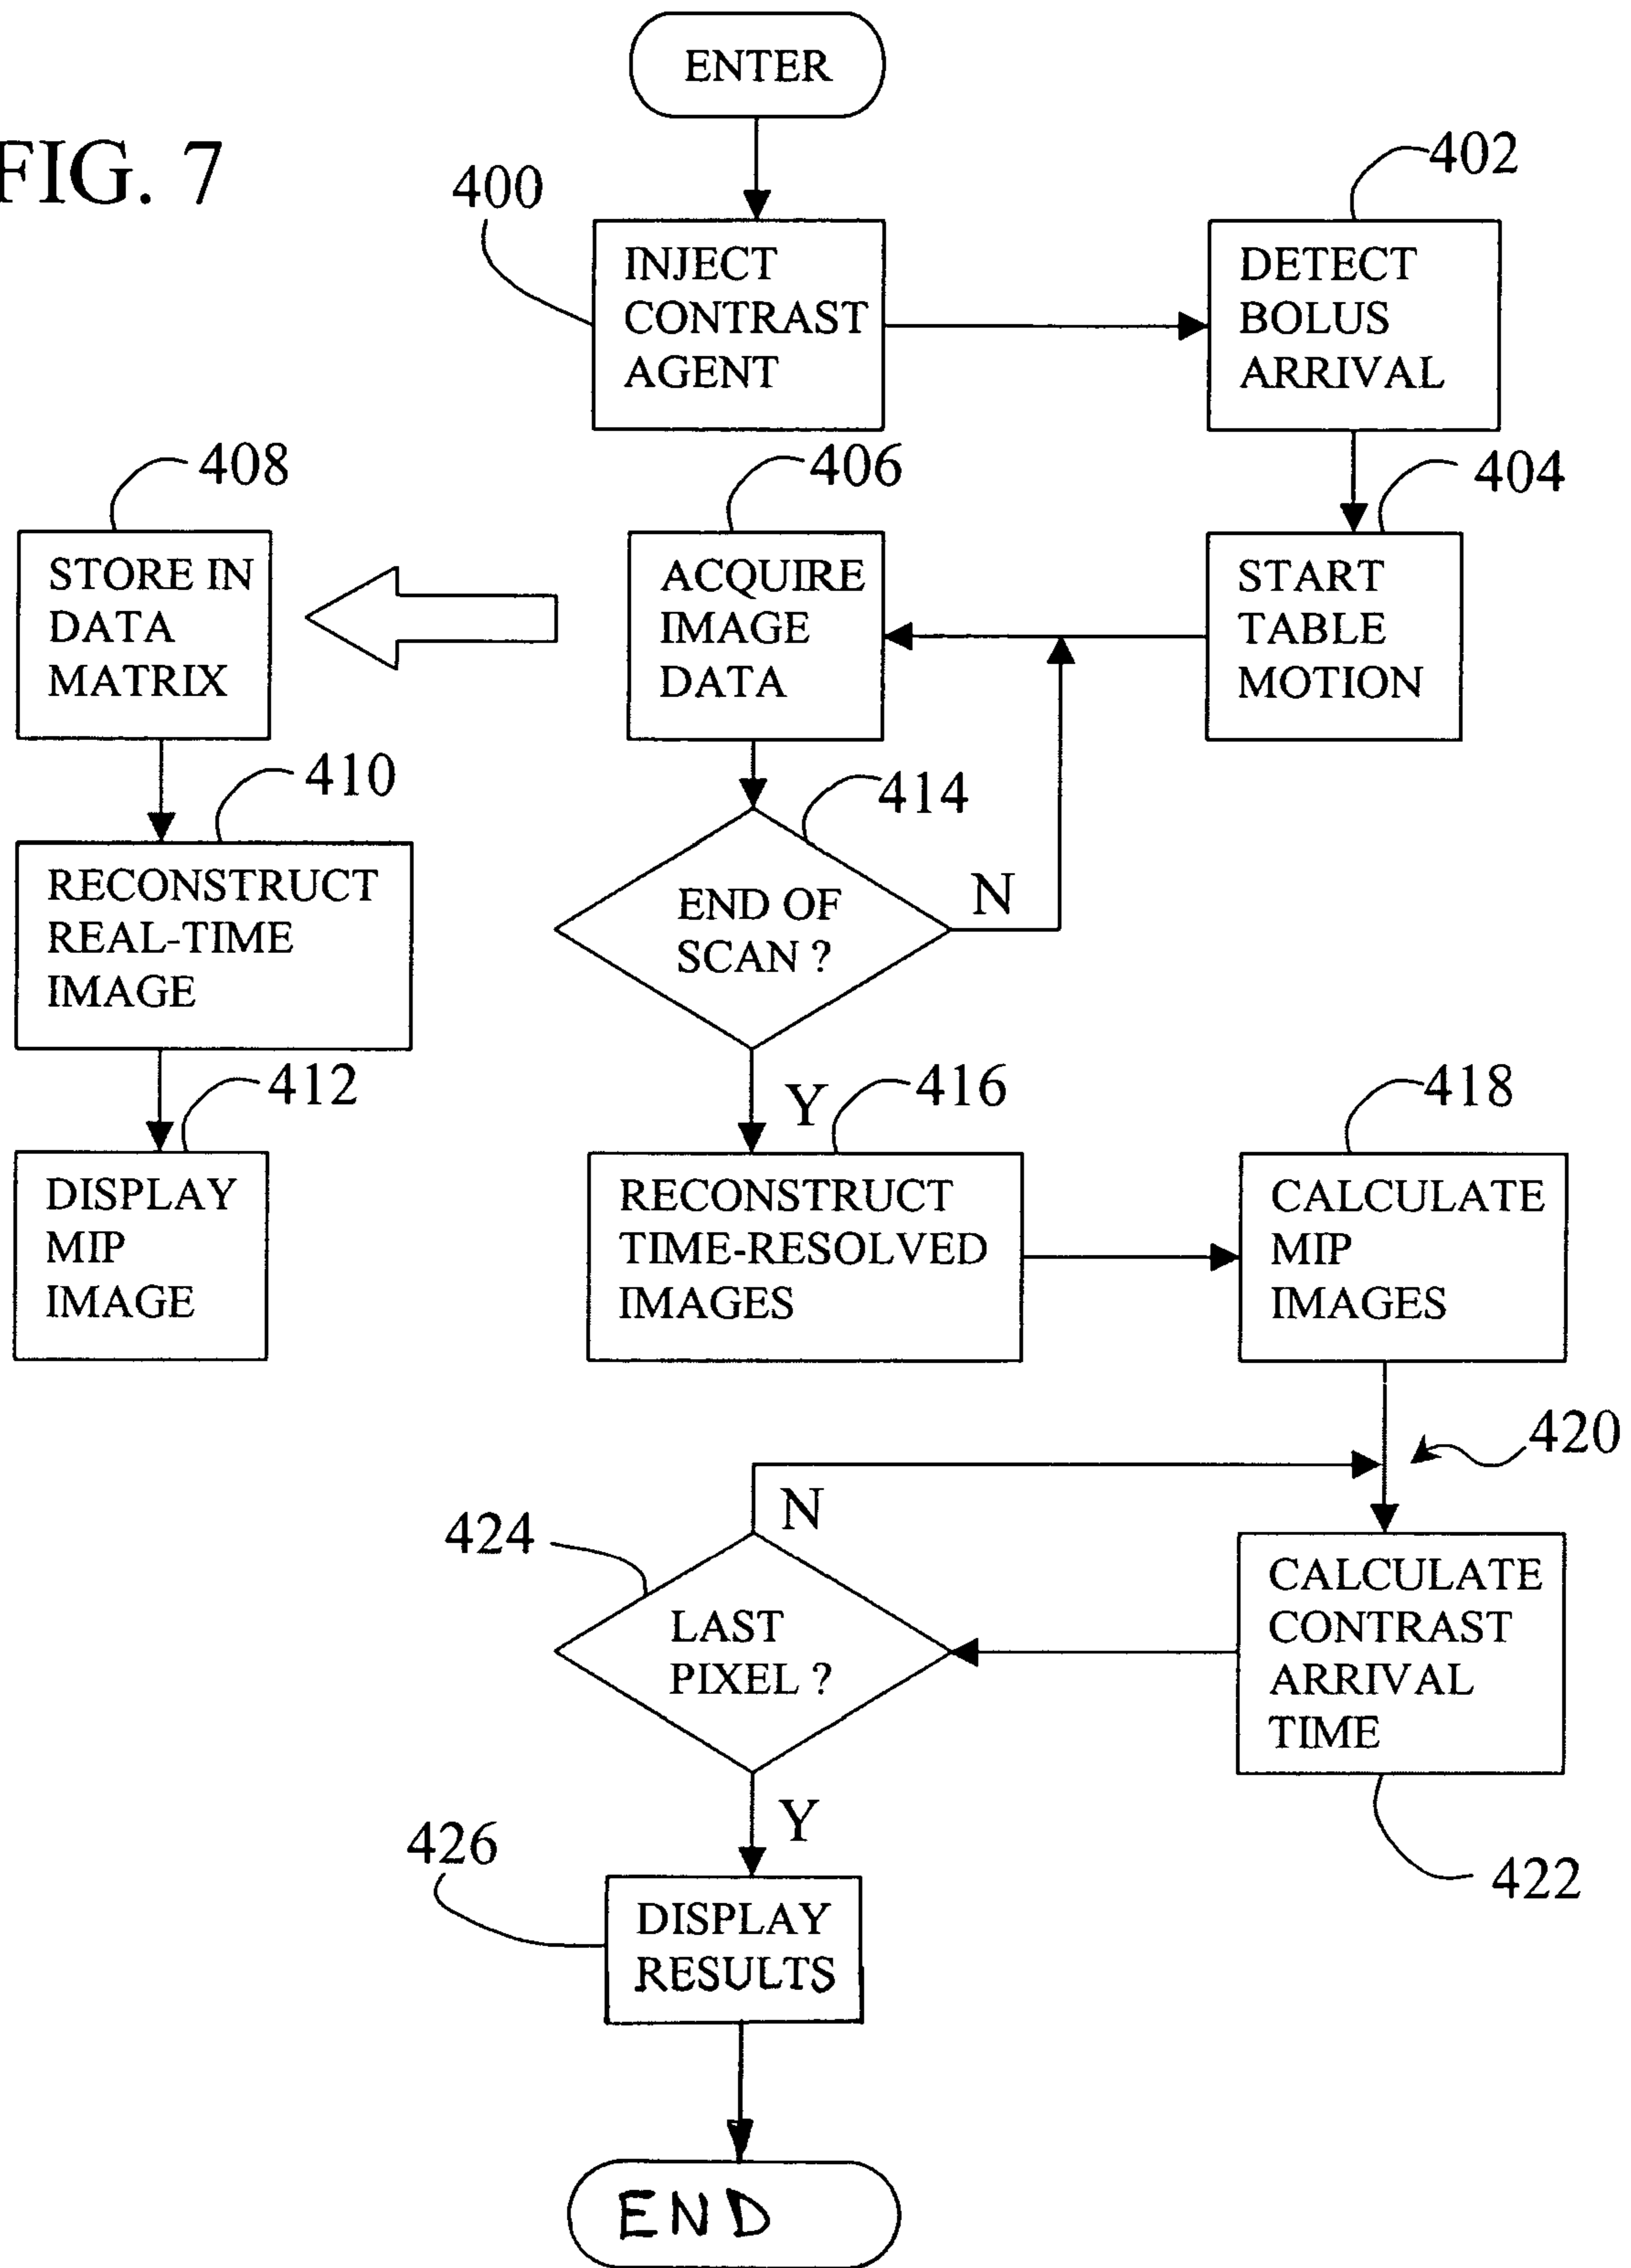 FIG. 7
ENTER
400
INJECT
CONTRAST
AGENT
402
DETECT
BOLUS
ARRIVAL
408
STORE IN
DATA
MATRIX
406
ACQUIRE
IMAGE
DATA
404
START
TABLE
MOTION
410
RECONSTRUCT
REAL-TIME
IMAGE
414
END OF
SCAN ?
N
Y
412
DISPLAY
MIP
IMAGE
416
RECONSTRUCT
TIME-RESOLVED
IMAGES
418
CALCULATE
MIP
IMAGES
420
424
N
LAST
PIXEL ?
CALCULATE
CONTRAST
ARRIVAL
TIME
422
Y
426
DISPLAY
RESULTS
END